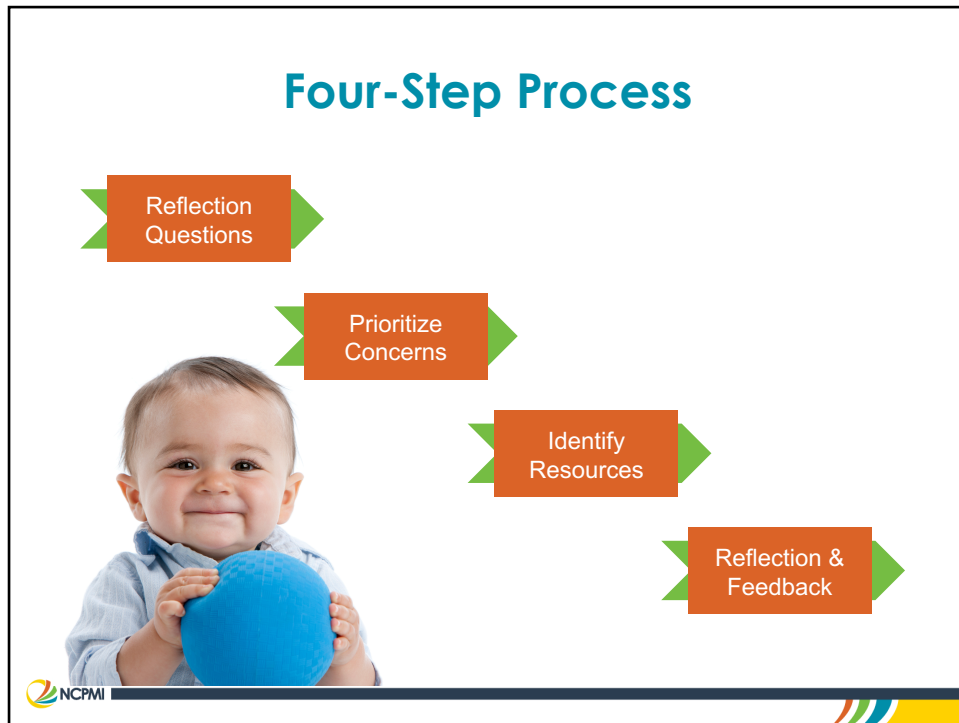 Four-Step Process
Reflection
Questions
Prioritize
Concerns
Identify
Resources
Reflection &
Feedback
NCPMI